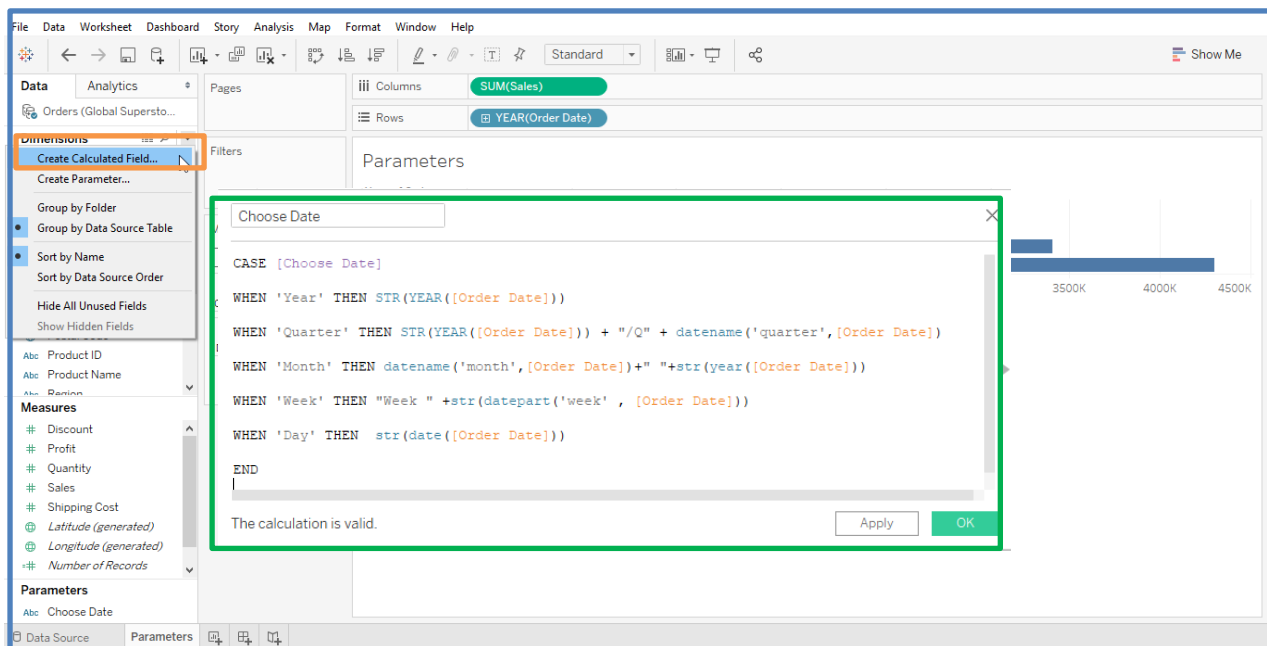 File Data Worksheet Dashboard Story Analysis Map Format Window Help
Standard
Show Me
Data Analytics
Pages
iii Columns
SUM(Sales)
Orders (Global Supersto...
Rows
YEAR(Order Date)
Dimensions
Create Calculated Field...
Filters
Parameters
Create Parameter...
Group by Folder
Group by Data Source Table
Sort by Name
Sort by Data Source Order
Hide All Unused Fields
Show Hidden Fields
Choose Date
CASE [Choose Date]
WHEN 'Year' THEN STR(YEAR([Order Date]))
WHEN 'Quarter' THEN STR(YEAR([Order Date])) + "/Q" + datename('quarter',[Order Date])
WHEN 'Month' THEN datename('month',[Order Date])+" "+str(year([Order Date]))
WHEN 'Week' THEN "Week " +str(datepart('week' , [Order Date]))
WHEN 'Day' THEN  str(date([Order Date]))
END
The calculation is valid.
Apply
OK
3500K 4000K 4500K
Abc Product ID
Abc Product Name
Abc Region
Measures
# Discount
# Profit
# Quantity
# Sales
# Shipping Cost
Latitude (generated)
Longitude (generated)
# Number of Records
Parameters
Abc Choose Date
Data Source Parameters